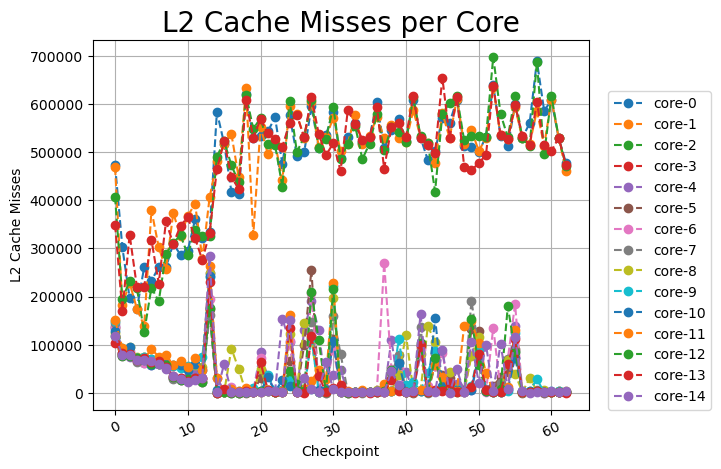 L2 Cache Misses per Core
L2 Cache Misses
700000
600000
500000
400000
300000
200000
100000
0
0
10
20
30
40
50
60
Checkpoint
core-0
core-1
core-2
core-3
core-4
core-5
core-6
core-7
core-8
core-9
core-10
core-11
core-12
core-13
core-14